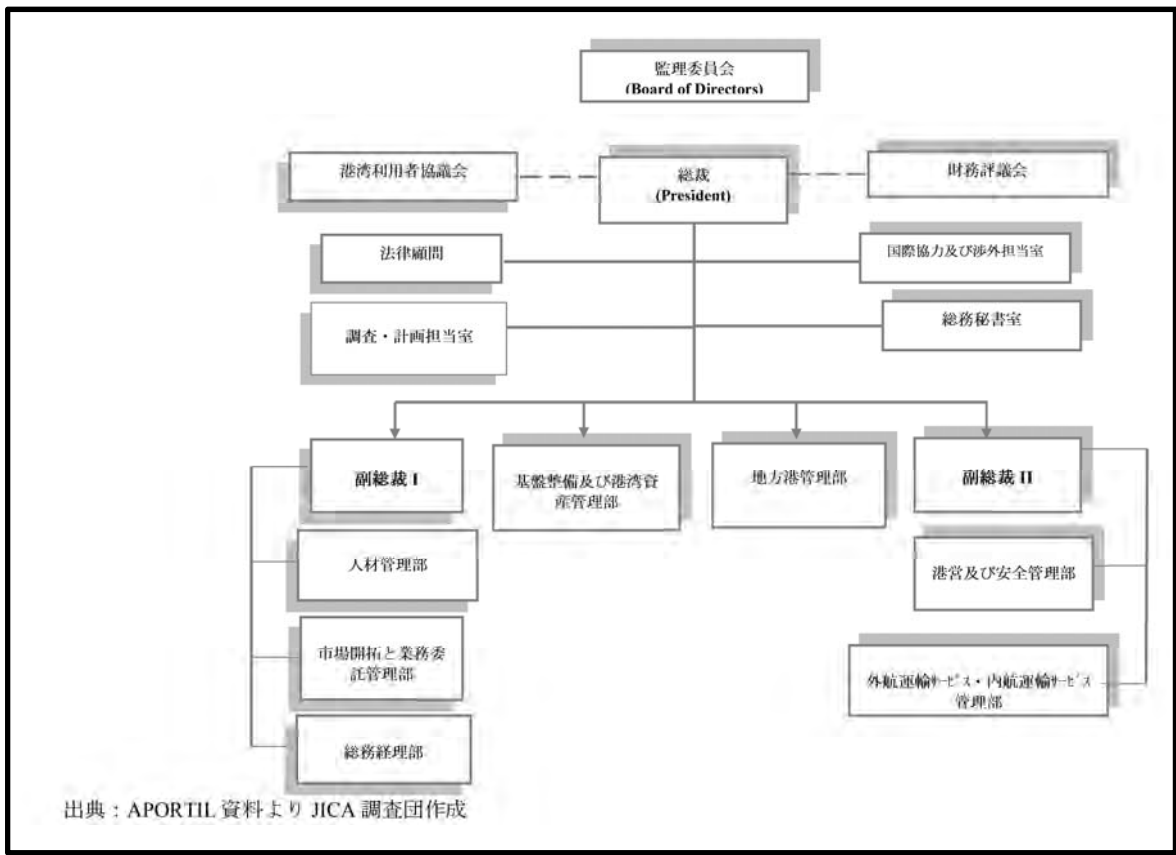 監理委員会
(Board of Directors)
港湾利用者協議会
総裁
(President)
財務評議会
法律顧問
国際協力及び渉外担当室
調査・計画担当室
総務秘書室
副総裁 I
基盤整備及び港湾資
産管理部
地方港管理部
副総裁 II
人材管理部
港営及び安全管理部
市場開拓と業務委
託管理部
外航運輸ｻｰﾋﾞｽ・内航運輸ｻｰﾋﾞｽ
管理部
総務経理部
出典：APORTIL 資料より JICA 調査団作成